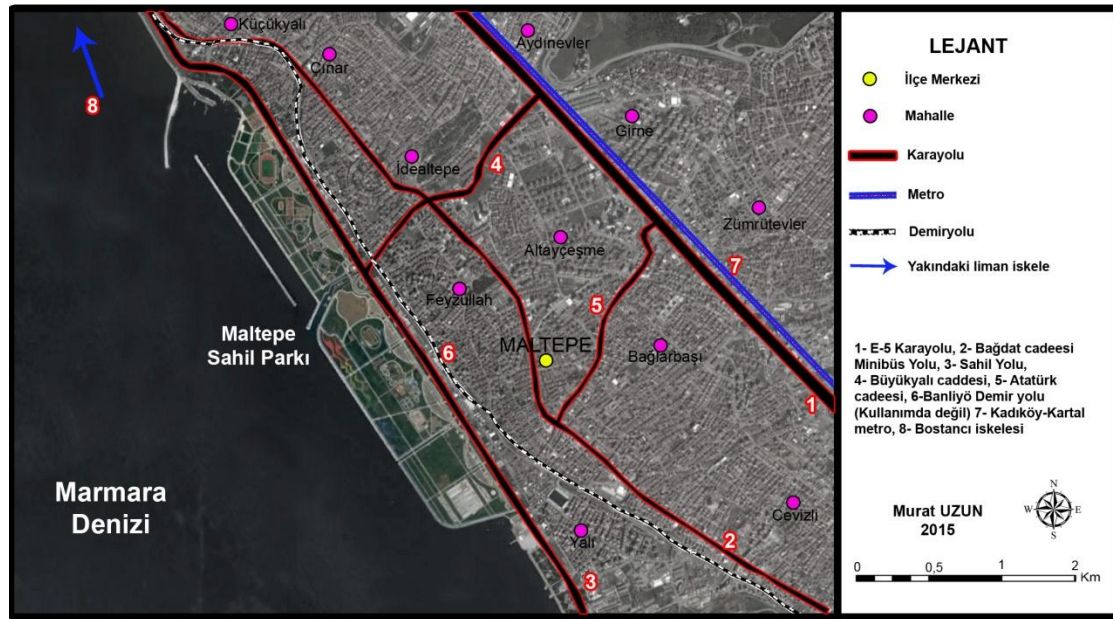 Küçükyalı
Çınar
Aydınevler
8
Girne
İdealtepe
4
Zümrütevler
Altayçeşme
7
Feyzullah
5
Maltepe
Sahil Parkı
6
MALTEPE
Bağlarbaşı
1
Marmara
Denizi
Cevizli
Yalı
2
3
LEJANT
İlçe Merkezi
Mahalle
Karayolu
Metro
Demiryolu
Yakındaki liman iskele
1- E-5 Karayolu, 2- Bağdat cadeesi
Minibüs Yolu, 3- Sahil Yolu,
4- Büyükyalı caddesi, 5- Atatürk
cadeesi, 6-Banliyö Demir yolu
(Kullanımda değil) 7- Kadıköy-Kartal
metro, 8- Bostancı iskelesi
Murat UZUN
2015
N
W E
S
0 0,5 1 2
Km